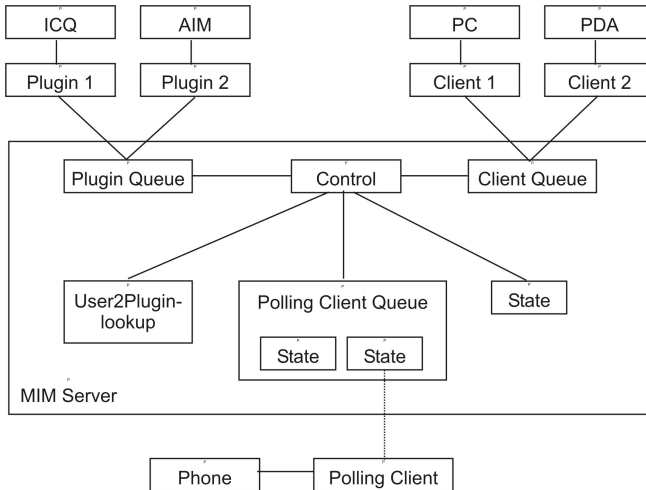 ICQ
AIM
PC
PDA
Plugin 1
Plugin 2
Client 1
Client 2
Plugin Queue
Control
Client Queue
User2Plugin-
lookup
Polling Client Queue
State
State
State
MIM Server
Phone
Polling Client